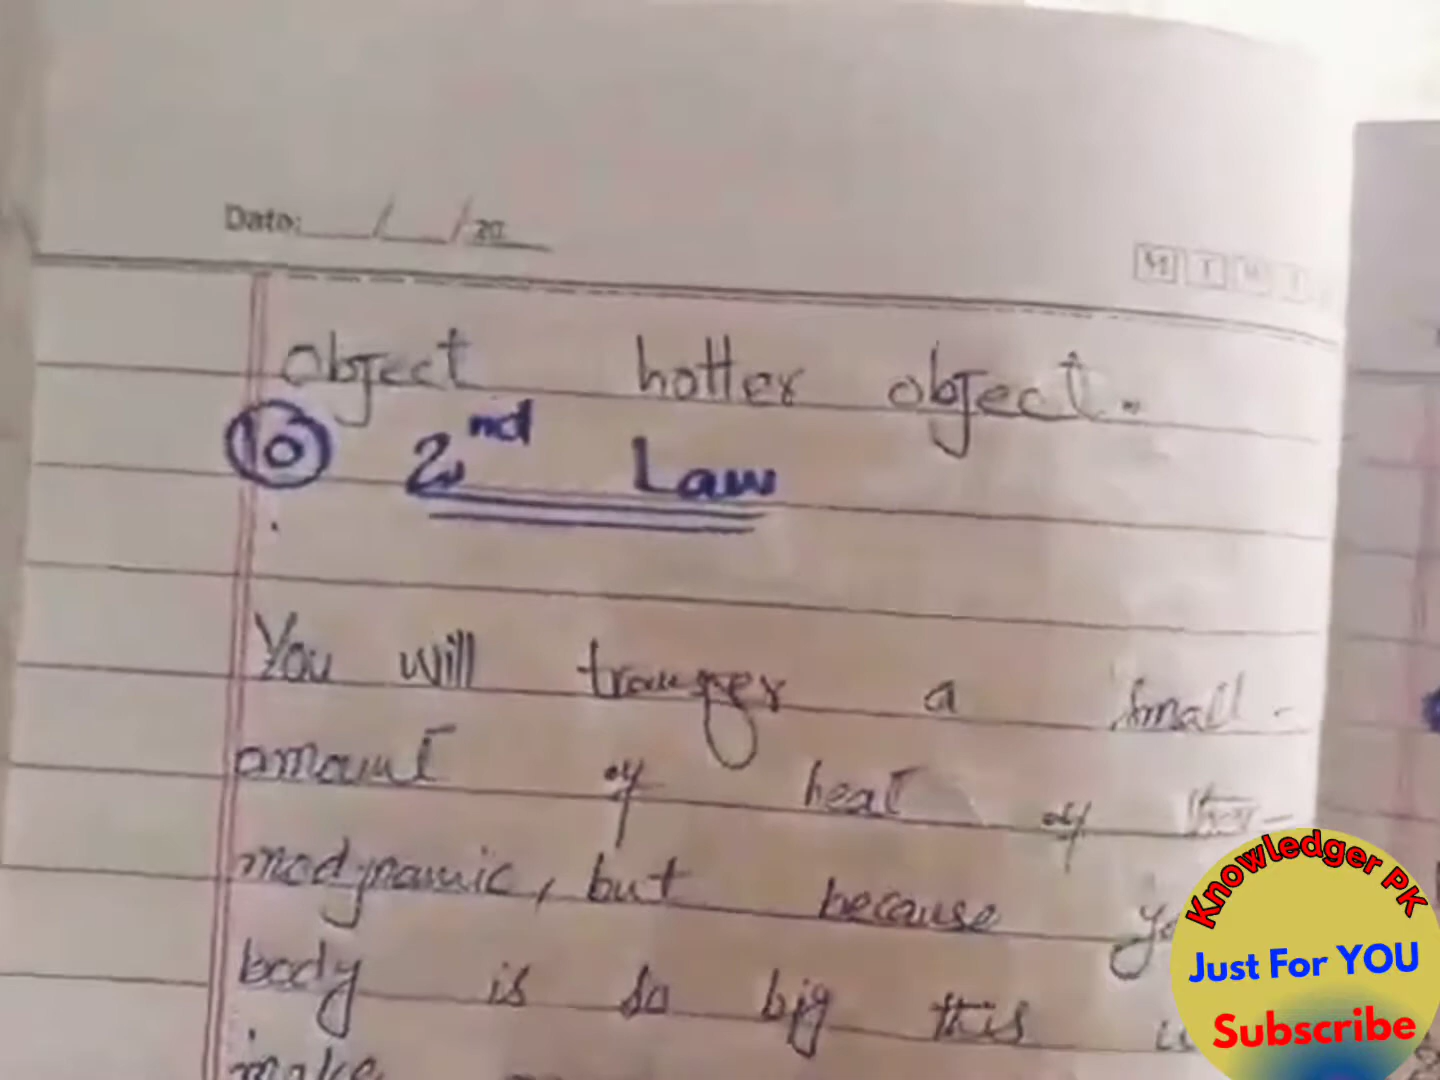 Date: / / 20
M T W T
object hotter object.
10 2nd Law
You will transfer a small
amount of heat of ther-
modynamic, but because
body is so big this
make
Knowledger PK
Just For YOU
Subscribe